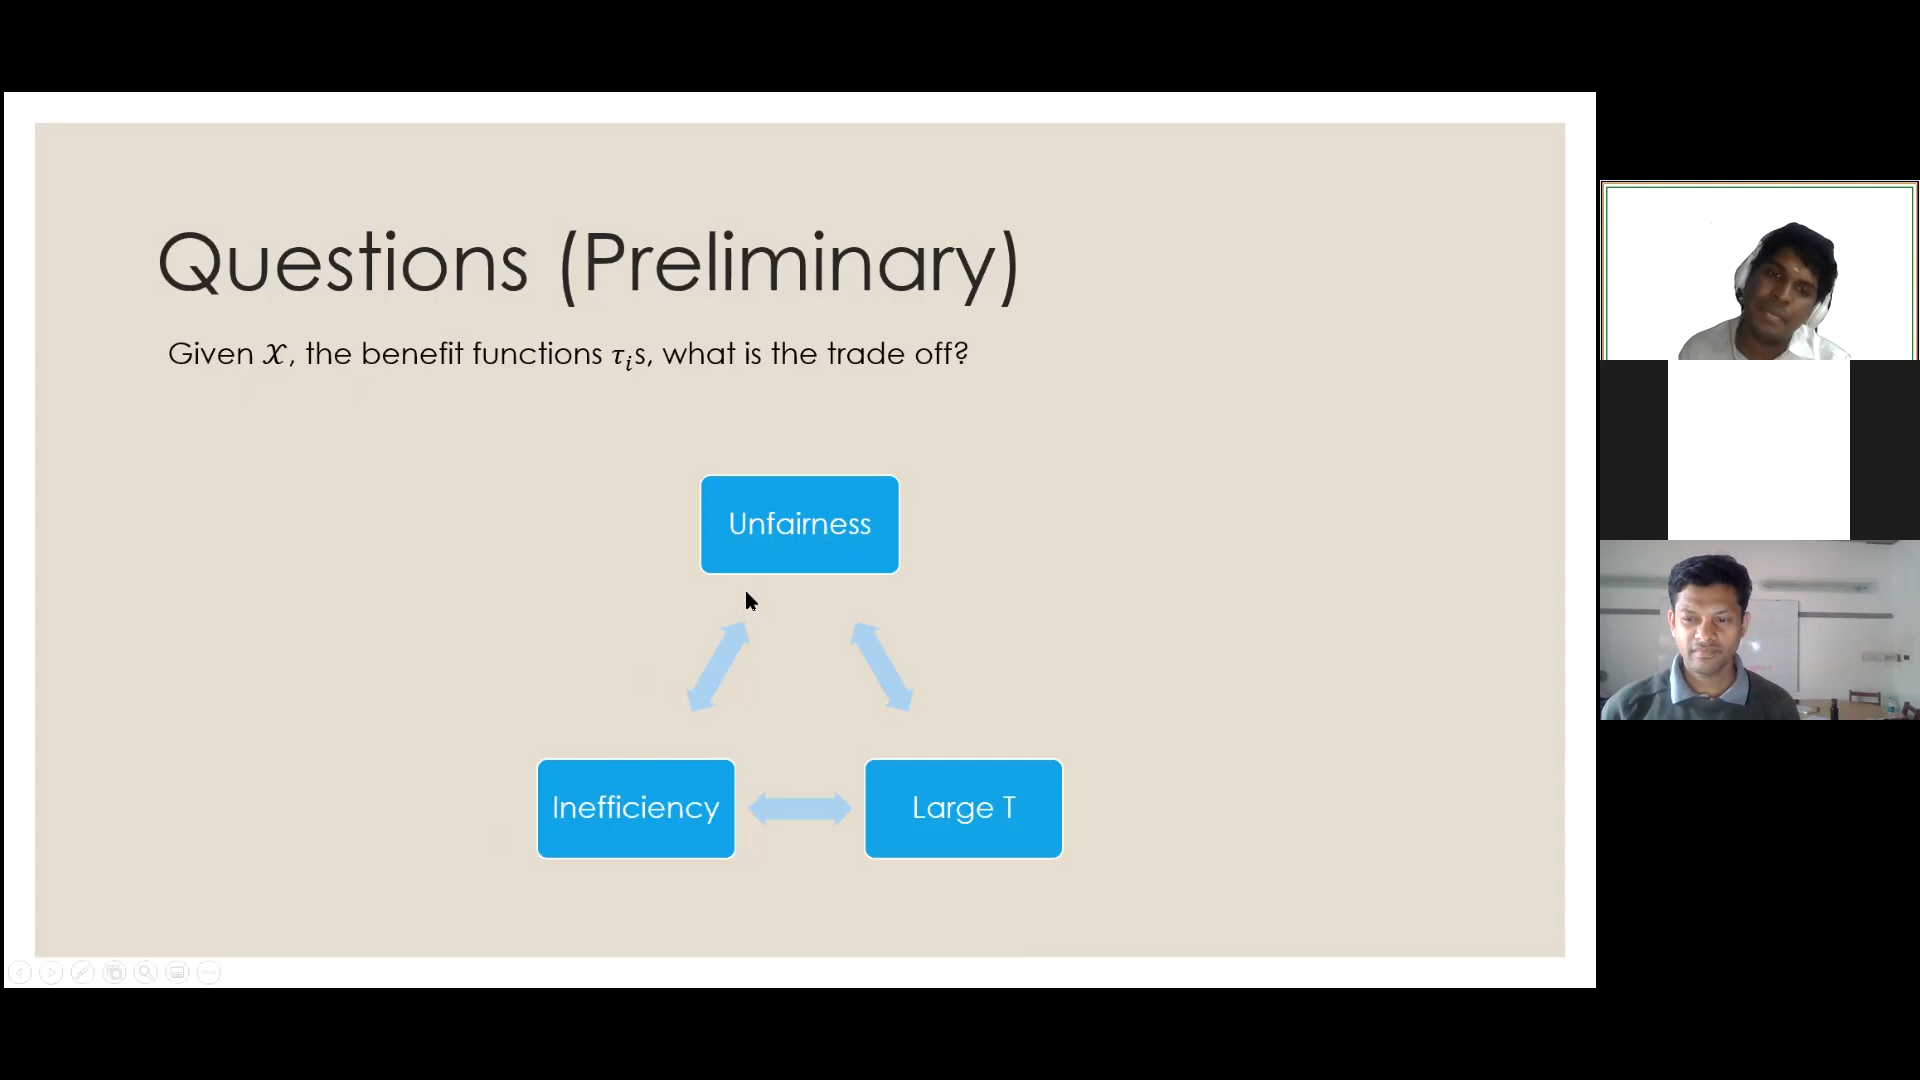 Questions (Preliminary)
Given 𝒳, the benefit functions τᵢs, what is the trade off?
Unfairness
Inefficiency
Large T